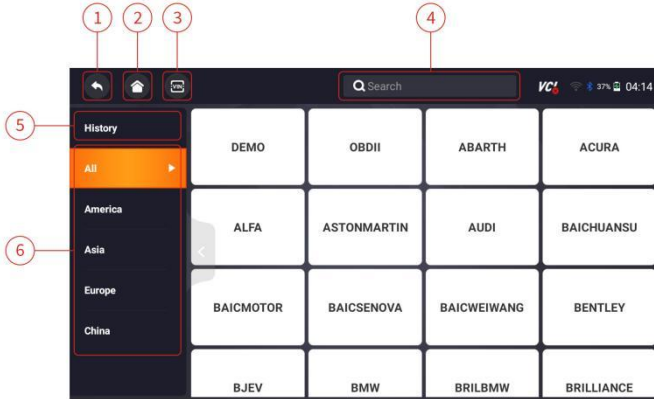 1 2 3 4
VIN Search VCI 37% 04:14
5 History
DEMO OBDII ABARTH ACURA
All
America
ALFA ASTONMARTIN AUDI BAICHUANSU
6 Asia
Europe
BAICMOTOR BAICSENOVA BAICWEIWANG BENTLEY
China
BJEV BMW BRILBMW BRILLIANCE